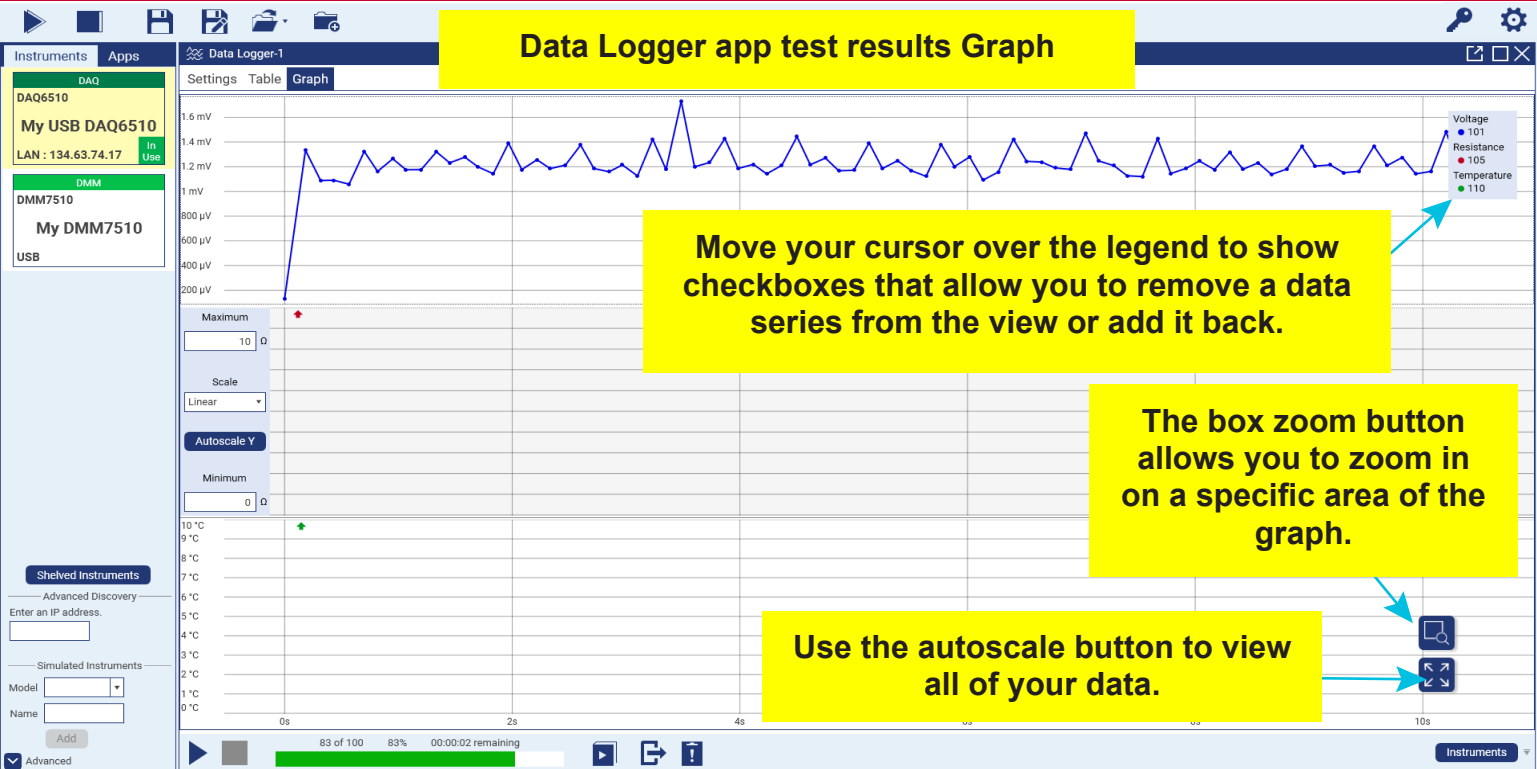 Data Logger app test results Graph
Instruments Apps
DAQ
DAQ6510
My USB DAQ6510
LAN : 134.63.74.17
In
Use
DMM
DMM7510
My DMM7510
USB
Shelved Instruments
Advanced Discovery
Enter an IP address.
Simulated Instruments
Model
Name
Add
Advanced
Data Logger-1
Settings Table Graph
1.6 mV
1.4 mV
1.2 mV
1 mV
800 µV
600 µV
400 µV
200 µV
Voltage
101
Resistance
105
Temperature
110
Move your cursor over the legend to show
checkboxes that allow you to remove a data
series from the view or add it back.
Maximum
10 Ω
Scale
Linear
Autoscale Y
Minimum
0 Ω
The box zoom button
allows you to zoom in
on a specific area of the
graph.
10 °C
9 °C
8 °C
7 °C
6 °C
5 °C
4 °C
3 °C
2 °C
1 °C
0 °C
Use the autoscale button to view
all of your data.
0s 2s 4s 10s
83 of 100 83% 00:00:02 remaining
Instruments